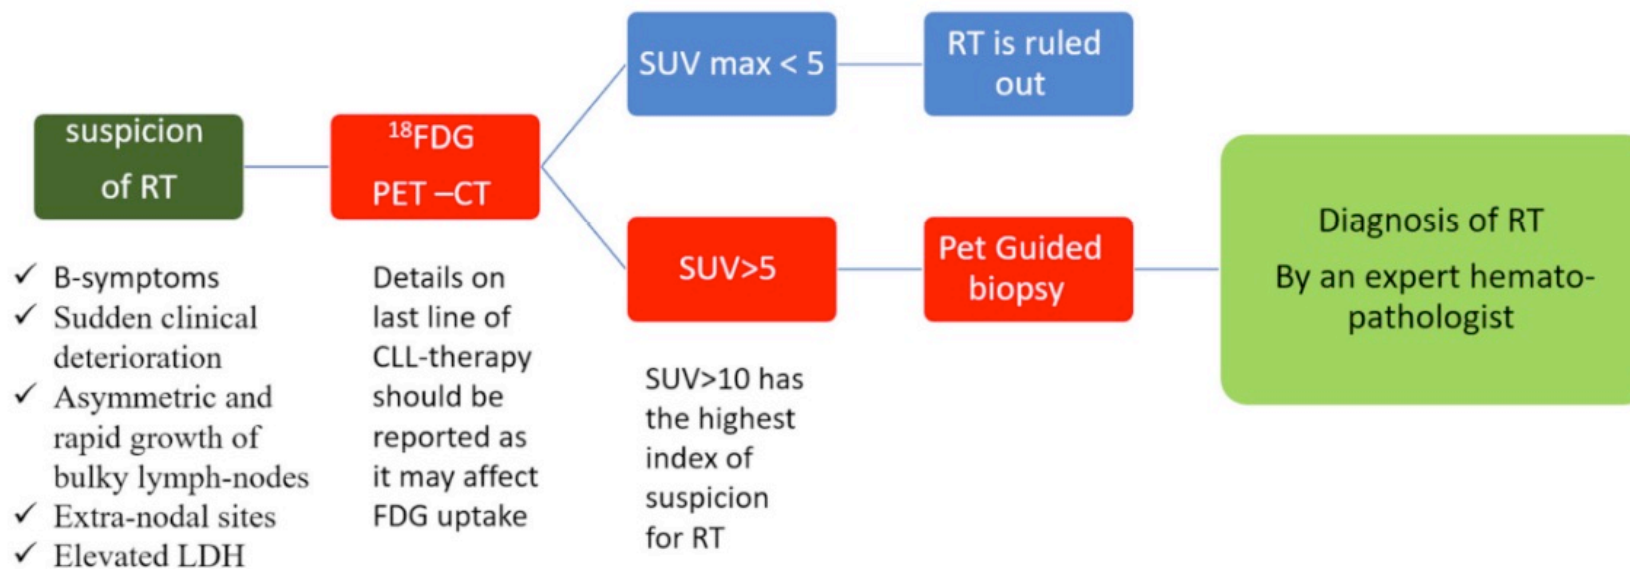 suspicion
of RT
✓ B-symptoms
✓ Sudden clinical
deterioration
✓ Asymmetric and
rapid growth of
bulky lymph-nodes
✓ Extra-nodal sites
✓ Elevated LDH
¹⁸FDG
PET –CT
Details on
last line of
CLL-therapy
should be
reported as
it may affect
FDG uptake
SUV max < 5
RT is ruled
out
SUV>5
SUV>10 has
the highest
index of
suspicion
for RT
Pet Guided
biopsy
Diagnosis of RT
By an expert hemato-
pathologist